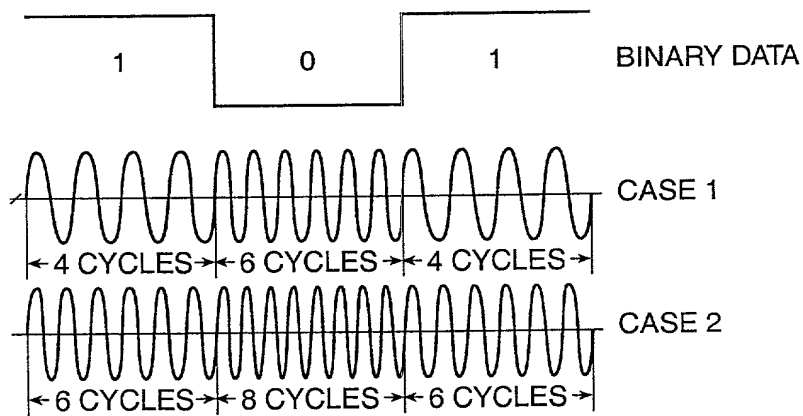 1 0 1 BINARY DATA
CASE 1
4 CYCLES 6 CYCLES 4 CYCLES
CASE 2
6 CYCLES 8 CYCLES 6 CYCLES